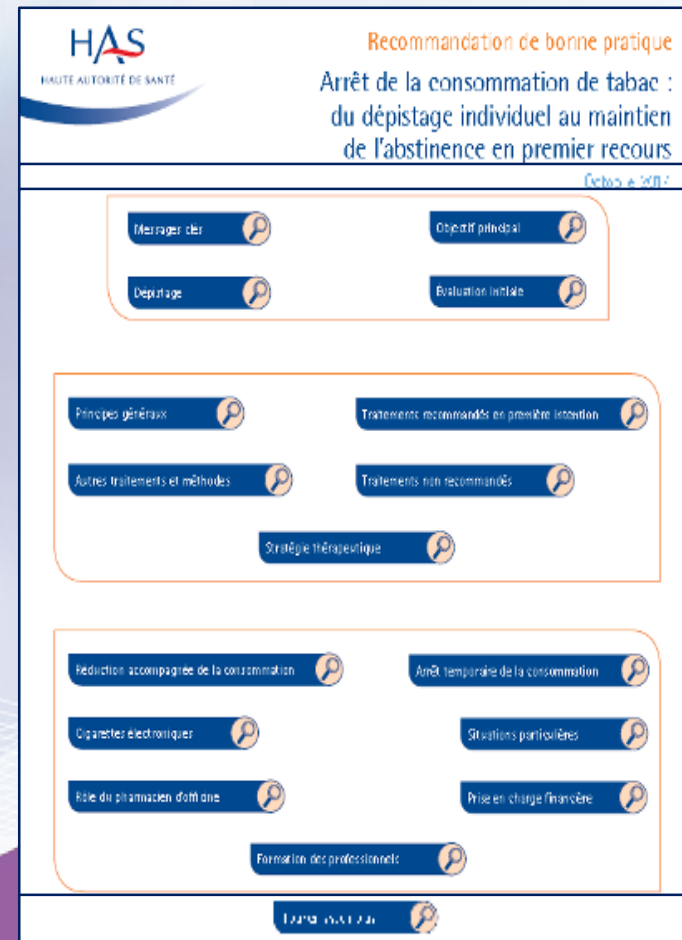 HAS
HAUTE AUTORITÉ DE SANTÉ
Recommandation de bonne pratique
Arrêt de la consommation de tabac :
du dépistage individuel au maintien
de l'abstinence en premier recours
Messages clés
Objectif principal
Dépistage
Évaluation initiale
Principes généraux
Traitements recommandés en première intention
Autres traitements et méthodes
Traitements non recommandés
Stratégie thérapeutique
Réduction accompagnée de la consommation
Arrêt temporaire de la consommation
Cigarettes électroniques
Situations particulières
Rôle du pharmacien d'officine
Prise en charge financière
Formation des professionnels